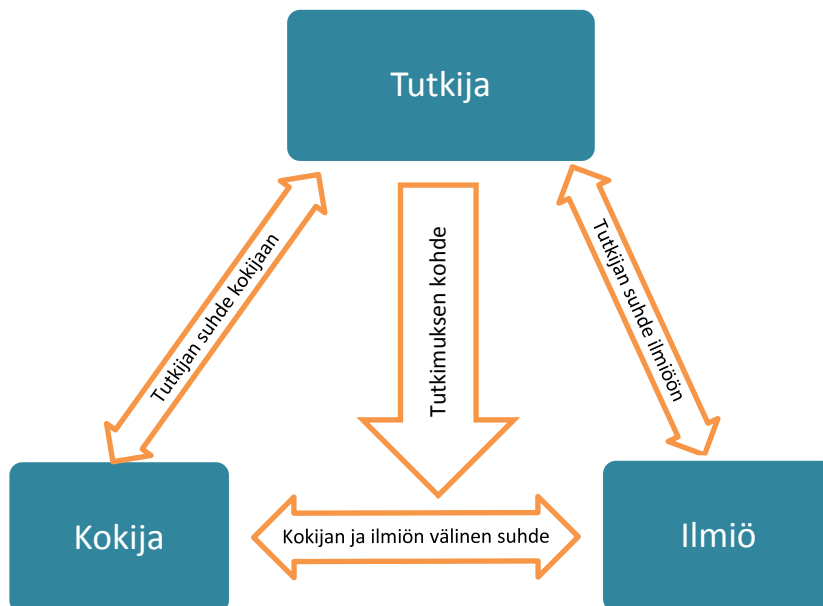 Tutkija
Tutkijan suhde kokijaan
Tutkimuksen kohde
Tutkijan suhde ilmiöön
Kokija
Kokijan ja ilmiön välinen suhde
Ilmiö